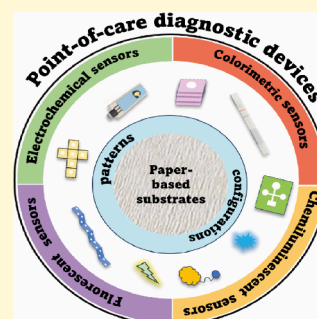 Point-of-care diagnostic devices
Electrochemical sensors
Colorimetric sensors
patterns
Paper-
based
substrates
configurations
Fluorescent sensors
Chemiluminescent sensors